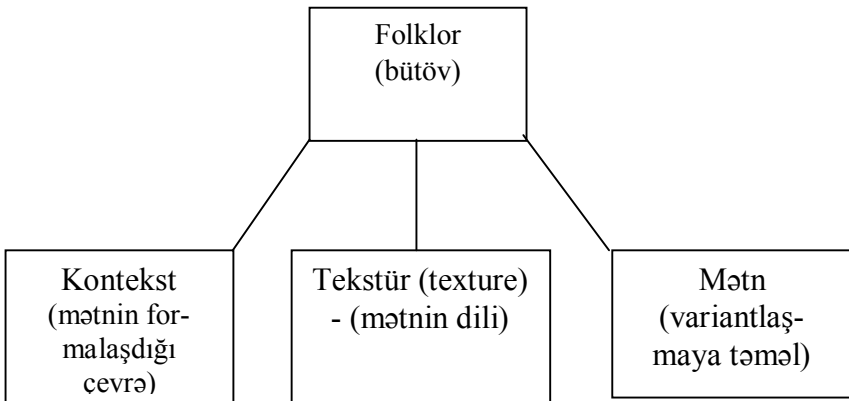 Folklor
(bütöv)
Kontekst
(mətnin for-
malaşdığı
çevrə)
Tekstür (texture)
- (mətnin dili)
Mətn
(variantlaş-
maya təməl)